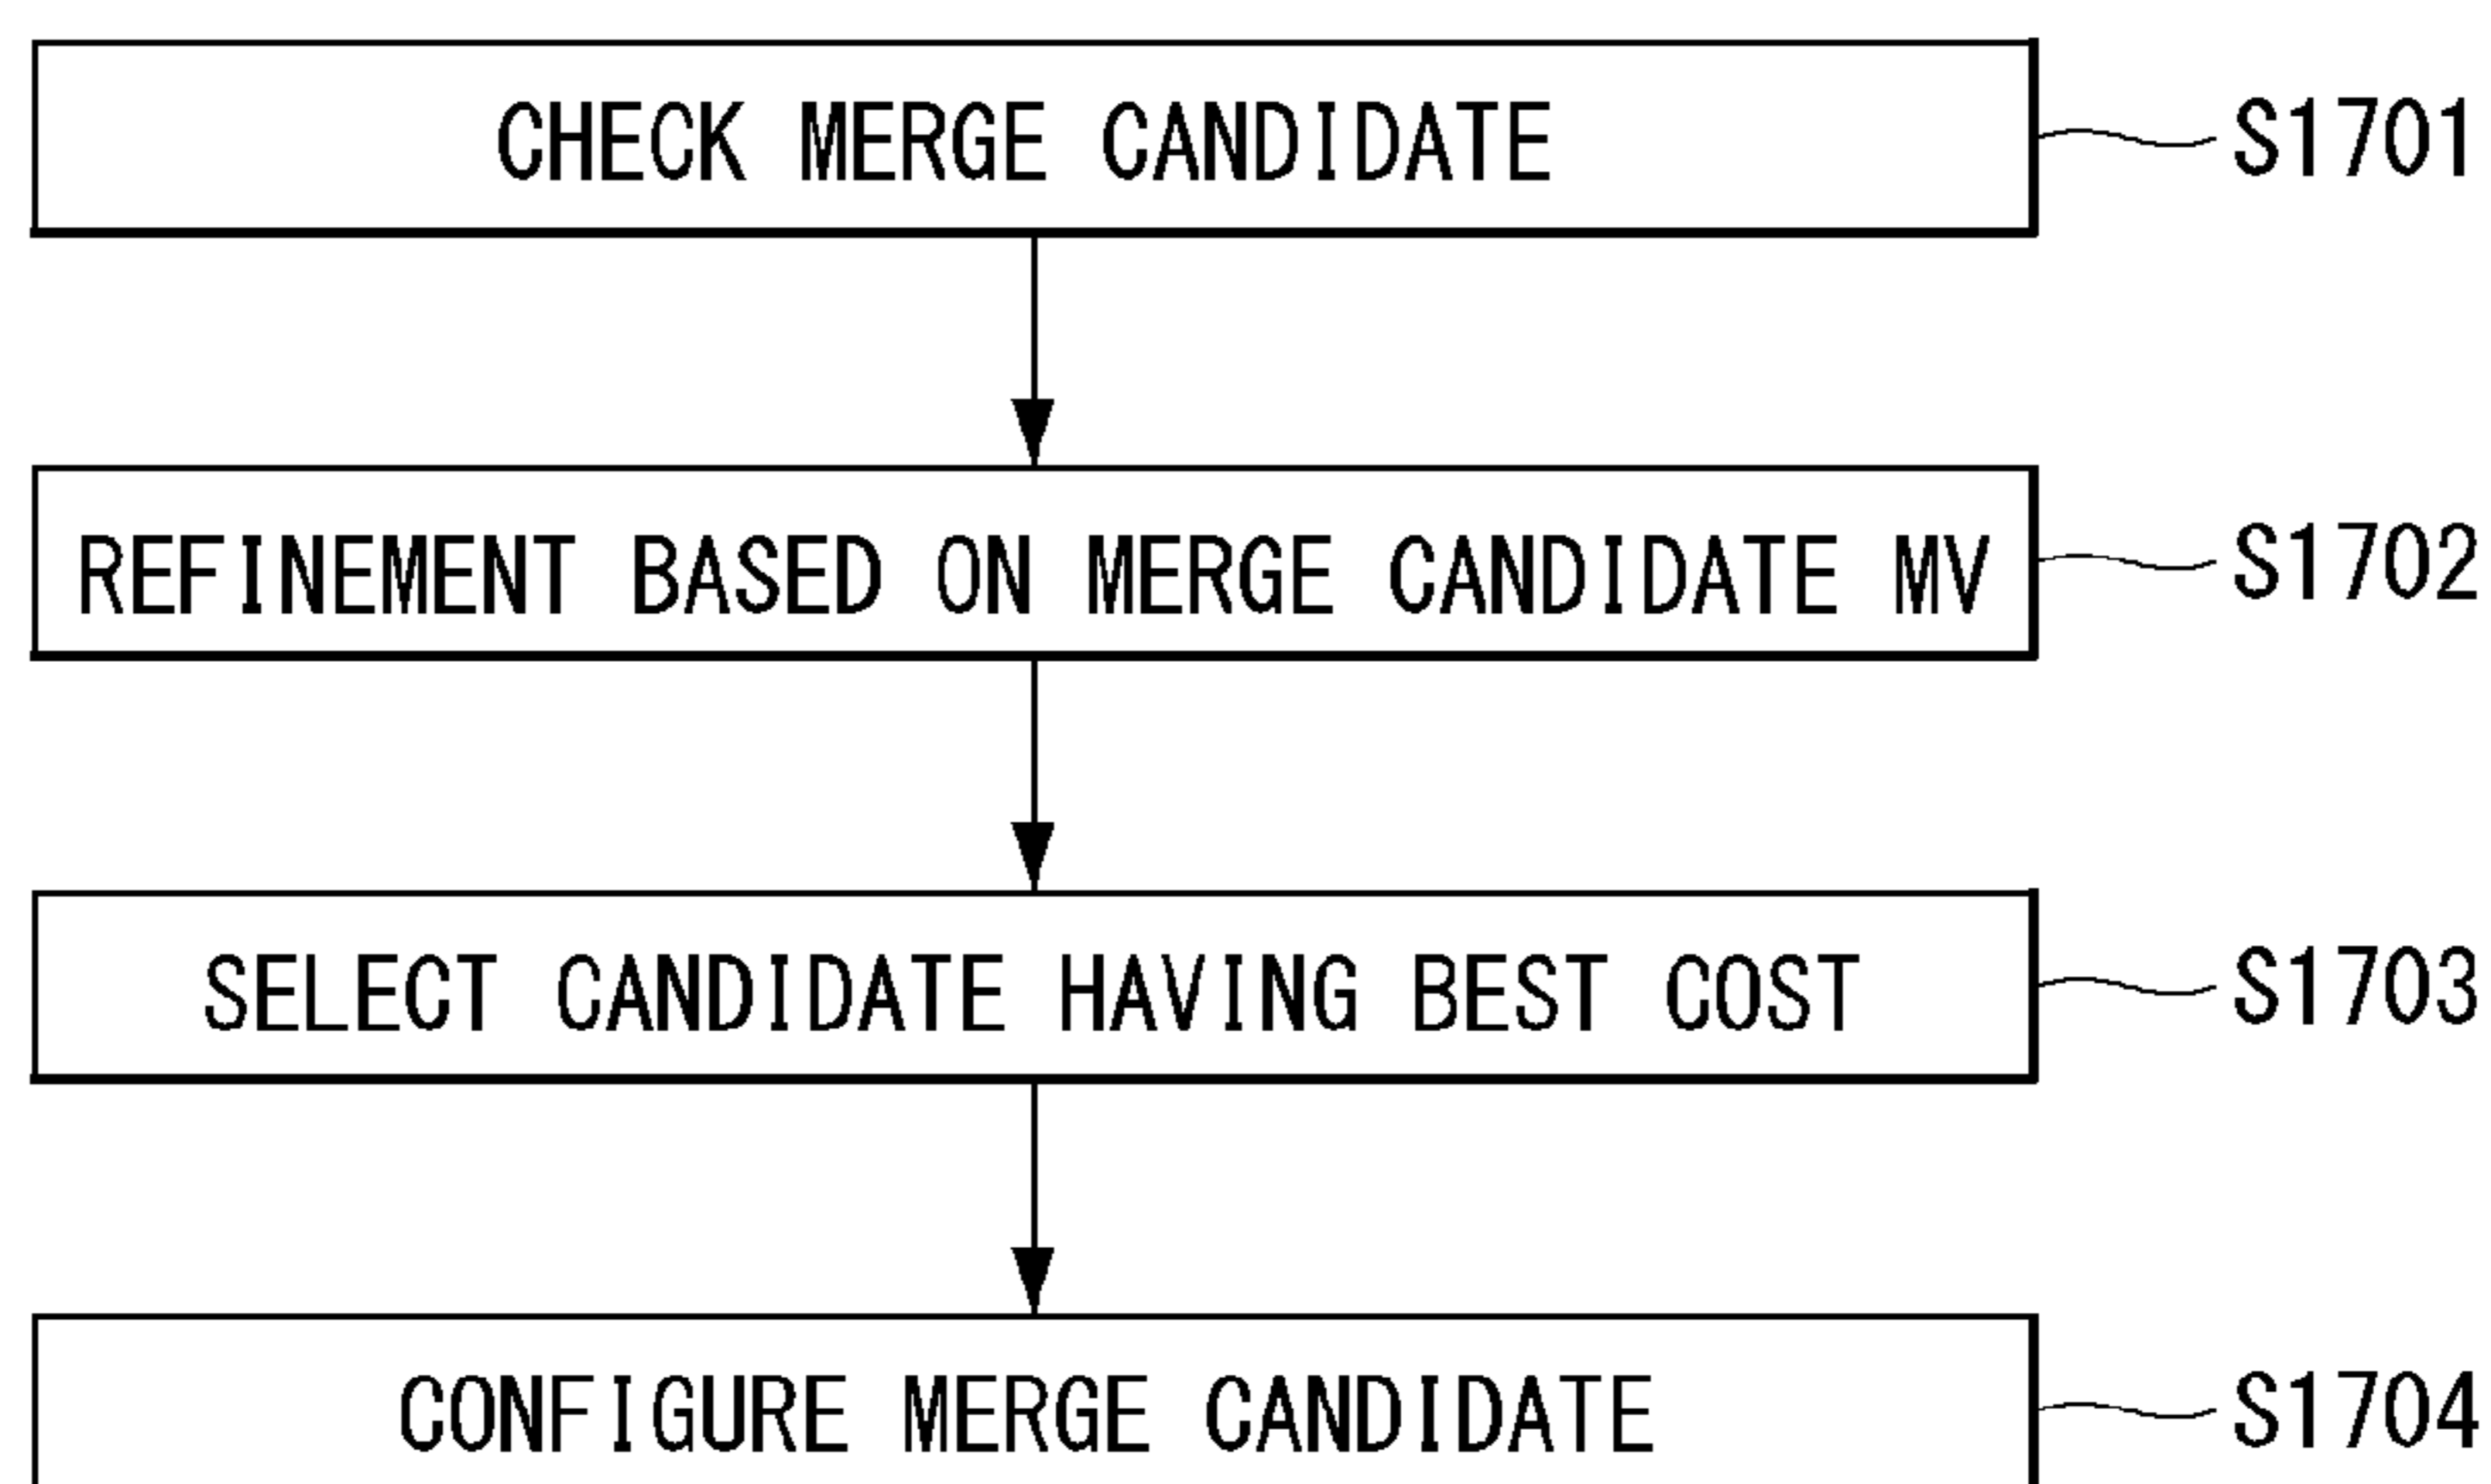 CHECK MERGE CANDIDATE S1701
REFINEMENT BASED ON MERGE CANDIDATE MV S1702
SELECT CANDIDATE HAVING BEST COST S1703
CONFIGURE MERGE CANDIDATE S1704